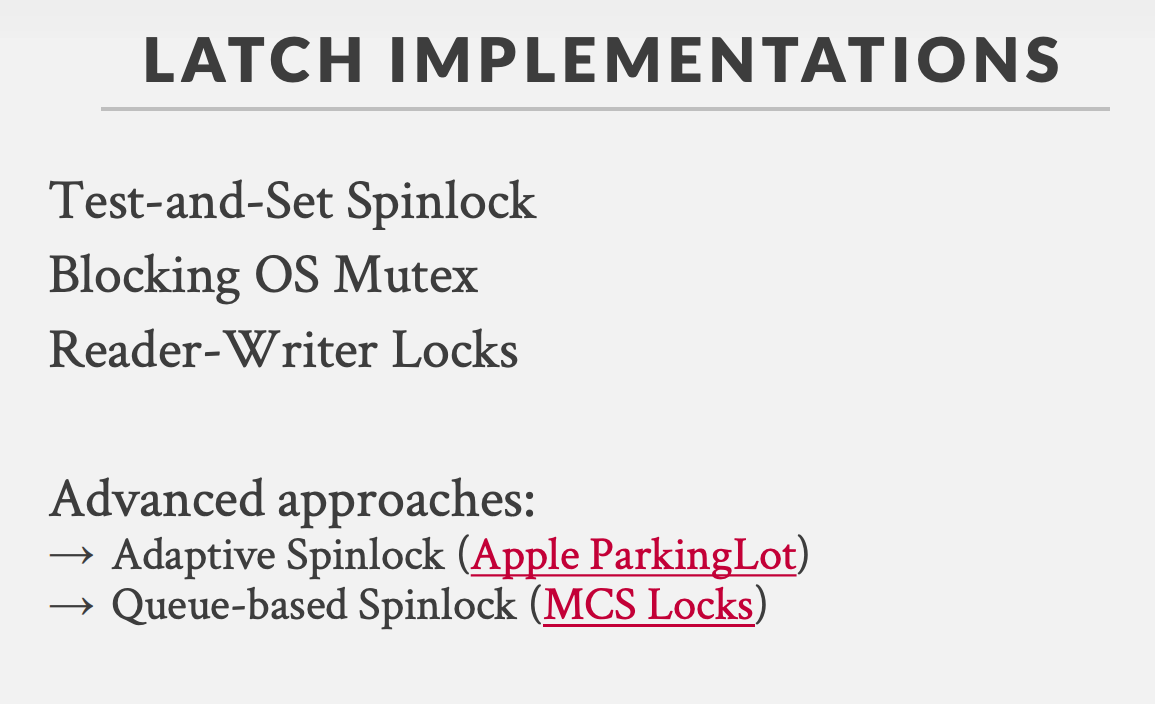 LATCH IMPLEMENTATIONS
Test-and-Set Spinlock
Blocking OS Mutex
Reader-Writer Locks
Advanced approaches:
→ Adaptive Spinlock (Apple ParkingLot)
→ Queue-based Spinlock (MCS Locks)